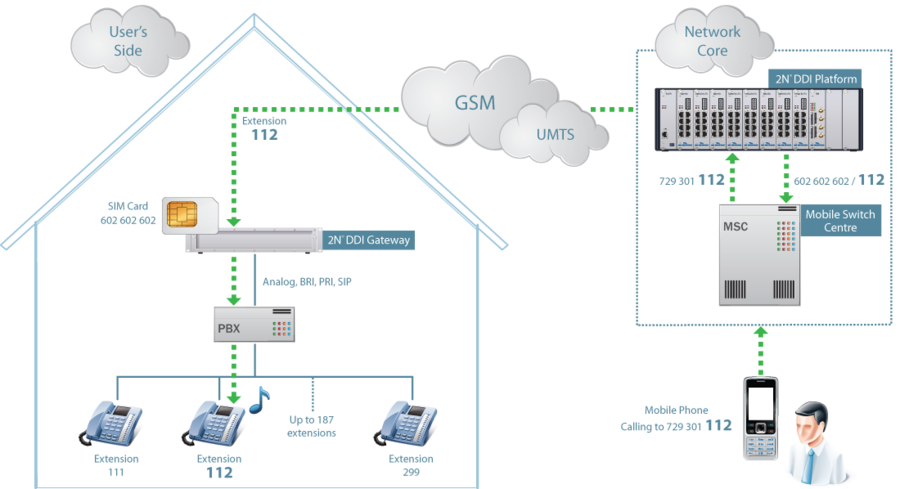 User's
Side
Network
Core
2N® DDI Platform
GSM
UMTS
Extension
112
729 301 112
602 602 602 / 112
SIM Card
602 602 602
2N® DDI Gateway
MSC
Mobile Switch
Centre
Analog, BRI, PRI, SIP
PBX
Up to 187
extensions
Extension
111
Extension
112
Extension
299
Mobile Phone
Calling to 729 301 112